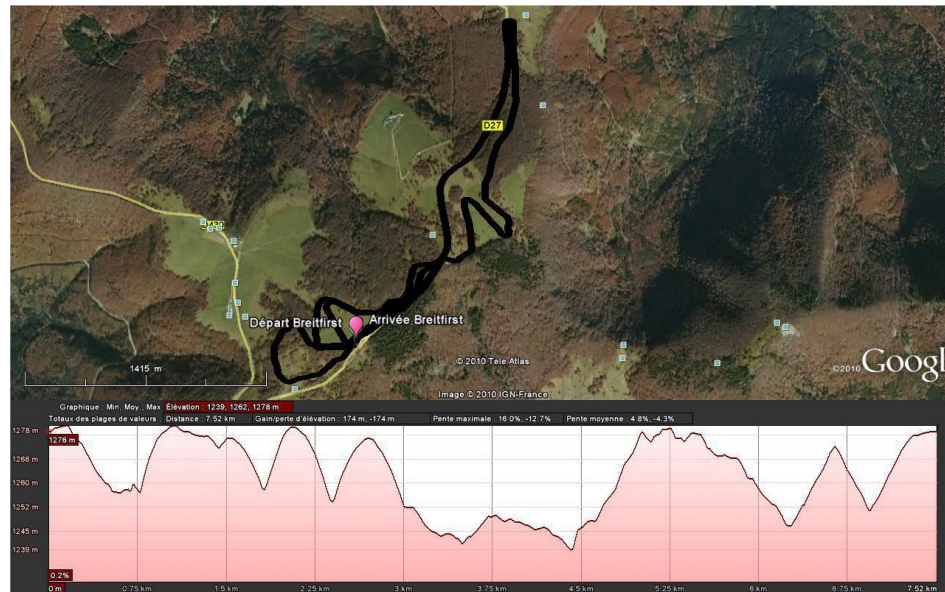 D27
Départ Breitfirst
Arrivée Breitfirst
1415 m
© 2010 Tele Atlas
©2010 Googl
Image © 2010 IGN-France
Graphique : Min, Moy., Max Élévation : 1239, 1262, 1278 m
Totaux des plages de valeurs : Distance : 7.52 km Gain/perte d'élévation : 174 m, -174 m Pente maximale : 16.0%, -12.7% Pente moyenne : 4.8%, -4.3%
1278 m
1276 m
1268 m
1260 m
1252 m
1245 m
1239 m
0.2%
0 m 0.75 km 1.5 km 2.25 km 3 km 3.75 km 4.5 km 5.25 km 6 km 6.75 km 7.52 km